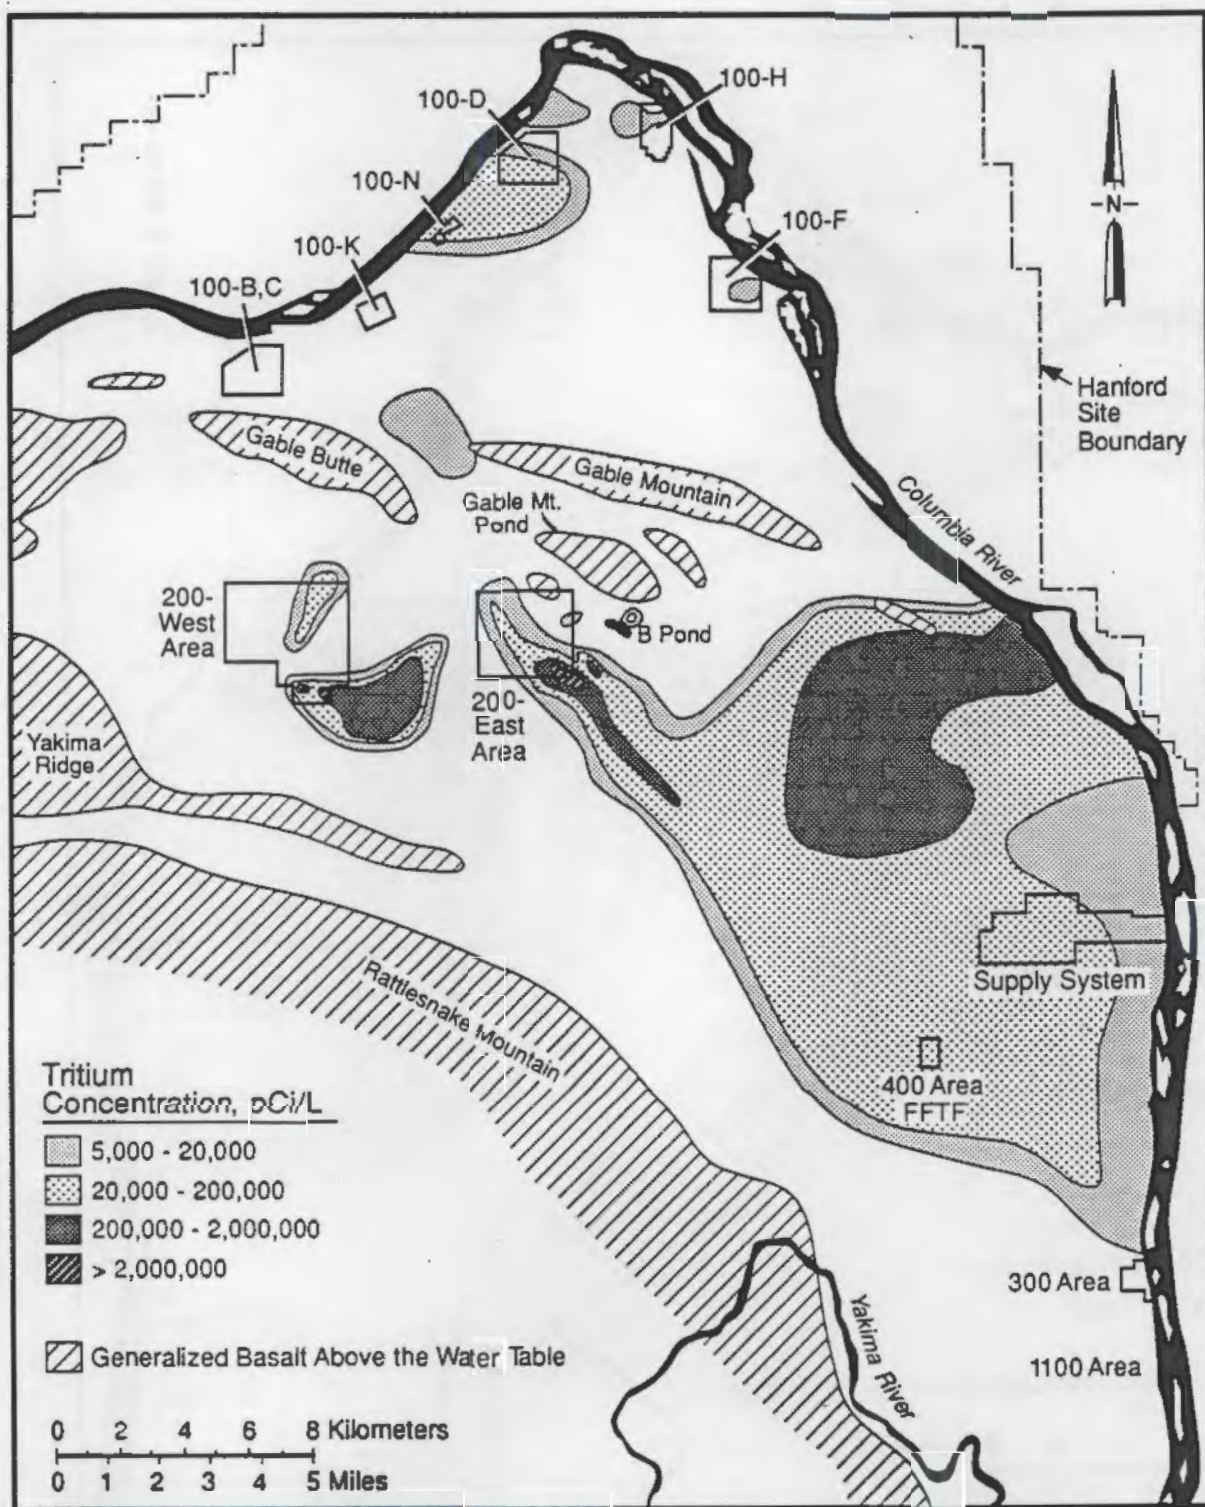 100-H
100-D
100-N
100-F
100-K
100-B,C
N
Hanford
Site
Boundary
Gable Butte
Gable Mountain
Gable Mt.
Pond
Columbia River
200-
West
Area
B Pond
200-
East
Area
Yakima
Ridge
Supply System
Rattlesnake Mountain
400 Area
FFTF
Tritium
Concentration, pCi/L
5,000 - 20,000
20,000 - 200,000
200,000 - 2,000,000
> 2,000,000
300 Area
Yakima River
Generalized Basalt Above the Water Table
1100 Area
0 2 4 6 8 Kilometers
0 1 2 3 4 5 Miles